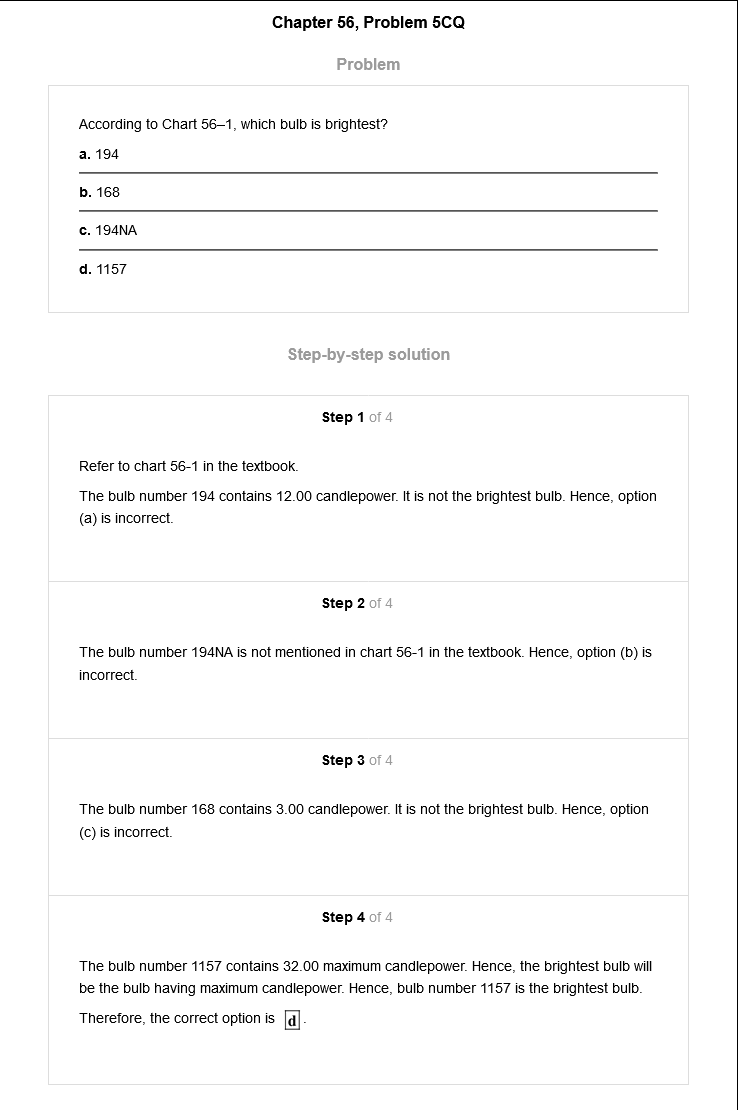 Chapter 56, Problem 5CQ
Problem
According to Chart 56–1, which bulb is brightest?
a. 194
b. 168
c. 194NA
d. 1157
Step-by-step solution
Step 1 of 4
Refer to chart 56-1 in the textbook.
The bulb number 194 contains 12.00 candlepower. It is not the brightest bulb. Hence, option
(a) is incorrect.
Step 2 of 4
The bulb number 194NA is not mentioned in chart 56-1 in the textbook. Hence, option (b) is
incorrect.
Step 3 of 4
The bulb number 168 contains 3.00 candlepower. It is not the brightest bulb. Hence, option
(c) is incorrect.
Step 4 of 4
The bulb number 1157 contains 32.00 maximum candlepower. Hence, the brightest bulb will
be the bulb having maximum candlepower. Hence, bulb number 1157 is the brightest bulb.
Therefore, the correct option is d.